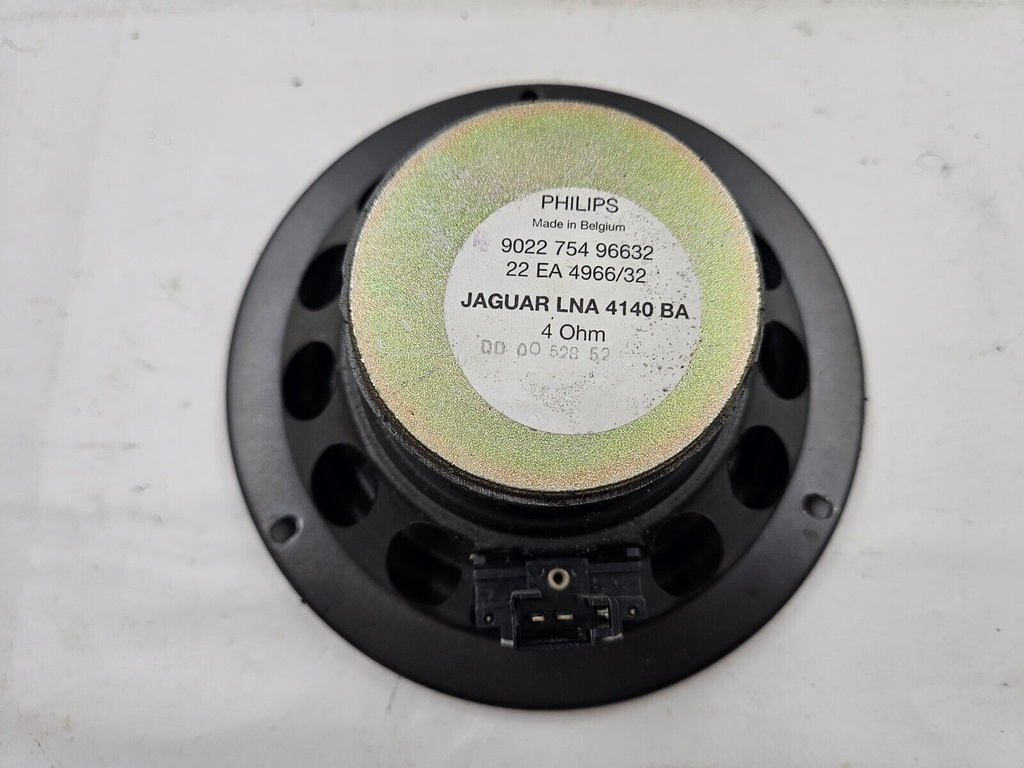 PHILIPS
Made in Belgium
9022 754 96632
22 EA 4966/32
JAGUAR LNA 4140 BA
4 Ohm
DD 00 528 52